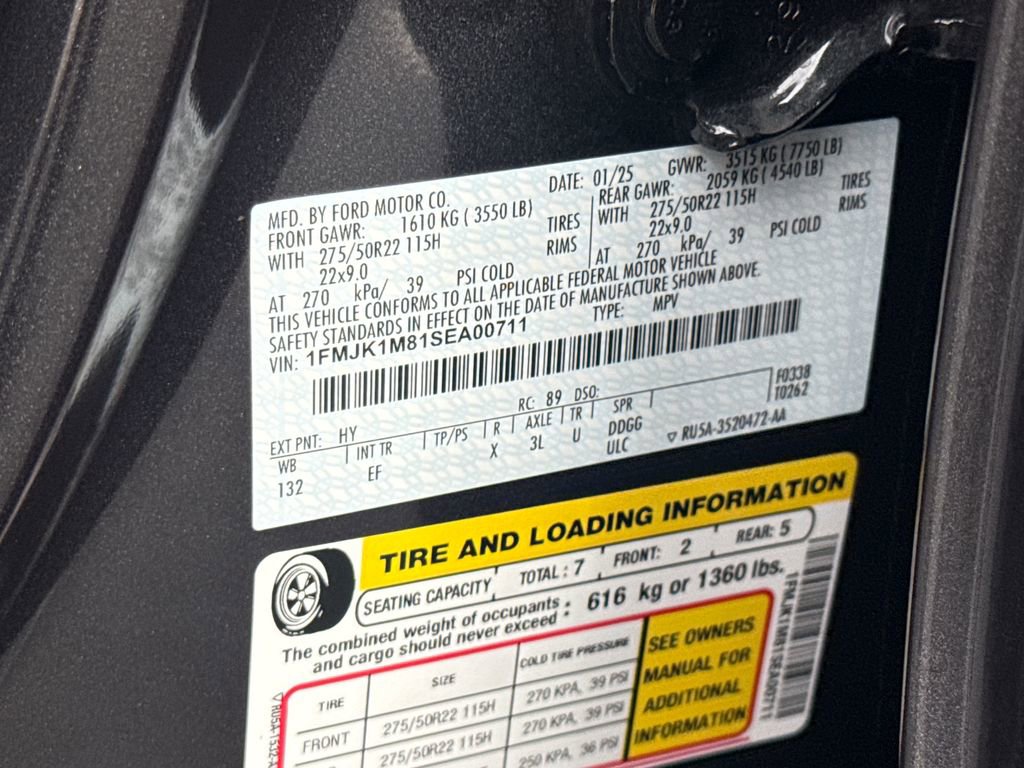 MFD. BY FORD MOTOR CO.
DATE: 01/25 GVWR: 3515 KG ( 7750 LB)
FRONT GAWR: 1610 KG ( 3550 LB)
REAR GAWR: 2059 KG ( 4540 LB)
WITH 275/50R22 115H TIRES
WITH 275/50R22 115H TIRES
22x9.0 RIMS
22x9.0 RIMS
AT 270 kPa/ 39 PSI COLD
AT 270 kPa/ 39 PSI COLD
THIS VEHICLE CONFORMS TO ALL APPLICABLE FEDERAL MOTOR VEHICLE
SAFETY STANDARDS IN EFFECT ON THE DATE OF MANUFACTURE SHOWN ABOVE.
VIN: 1FMJK1M81SEA00711 TYPE: MPV
F0338
T0262
EXT PNT: HY RC: 89 DSO:
WB INT TR TP/PS R AXLE TR SPR
132 EF X 3L U DDGG
ULC
RU5A-3520472-AA
TIRE AND LOADING INFORMATION
SEATING CAPACITY TOTAL: 7 FRONT: 2 REAR: 5
The combined weight of occupants
and cargo should never exceed : 616 kg or 1360 lbs.
TIRE SIZE COLD TIRE PRESSURE
FRONT 275/50R22 115H 270 KPA, 39 PSI
275/50R22 115H 270 KPA, 39 PSI
250 KPA, 36 PSI
SEE OWNERS
MANUAL FOR
ADDITIONAL
INFORMATION
1FMJK1M81SEA00711